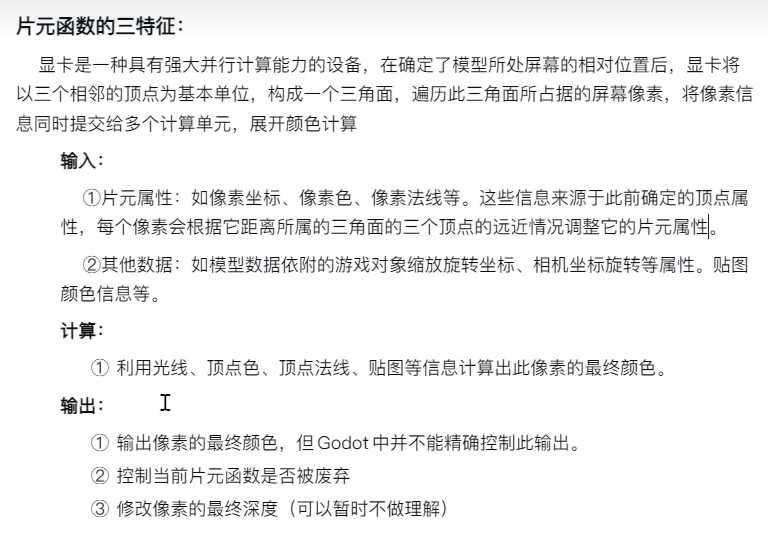 片元函数的三特征：
显卡是一种具有强大并行计算能力的设备，在确定了模型所处屏幕的相对位置后，显卡将
以三个相邻的顶点为基本单位，构成一个三角面，遍历此三角面所占据的屏幕像素，将像素信
息同时提交给多个计算单元，展开颜色计算
输入：
①片元属性：如像素坐标、像素色、像素法线等。这些信息来源于此前确定的顶点属
性，每个像素会根据它距离所属的三角面的三个顶点的远近情况调整它的片元属性。
②其他数据：如模型数据依附的游戏对象缩放旋转坐标、相机坐标旋转等属性。贴图
颜色信息等。
计算：
① 利用光线、顶点色、顶点法线、贴图等信息计算出此像素的最终颜色。
输出：
① 输出像素的最终颜色，但Godot中并不能精确控制此输出。
② 控制当前片元函数是否被废弃
③ 修改像素的最终深度（可以暂时不做理解）